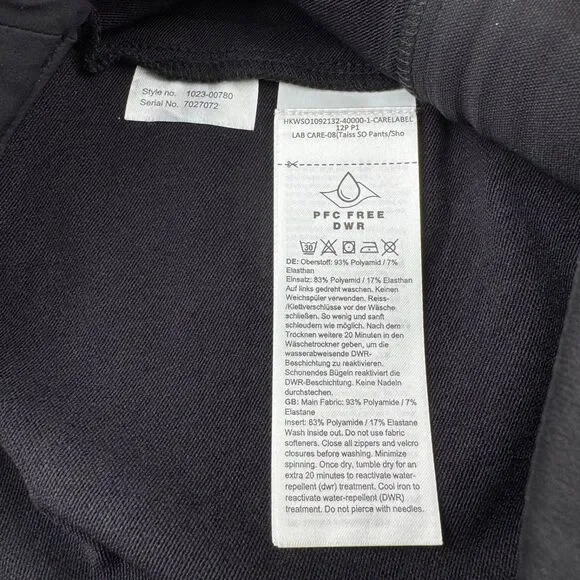 Style no. 1023-00780
Serial No. 7027072
HKWSO1092132-40000-1-CARELABEL
12P P1
LAB CARE-08(Taiss SO Pants/Sho
PFC FREE
DWR
30
DE: Oberstoff: 93% Polyamid / 7%
Elasthan
Einsatz: 83% Polyamid / 17% Elasthan
Auf links gedreht waschen. Keinen
Weichspüler verwenden. Reiss-
/Klettverschlüsse vor der Wäsche
schließen. So wenig und sanft
schleudern wie möglich. Nach dem
Trocknen weitere 20 Minuten in den
Wäschetrockner geben, um die
wasserabweisende DWR-
Beschichtung zu reaktivieren.
Schonendes Bügeln reaktiviert die
DWR-Beschichtung. Keine Nadeln
durchstechen.
GB: Main Fabric: 93% Polyamide / 7%
Elastane
Insert: 83% Polyamide / 17% Elastane
Wash Inside out. Do not use fabric
softeners. Close all zippers and velcro
closures before washing. Minimize
spinning. Once dry, tumble dry for an
extra 20 minutes to reactivate water-
repellent (dwr) treatment. Cool iron to
reactivate water-repellent (DWR)
treatment. Do not pierce with needles.